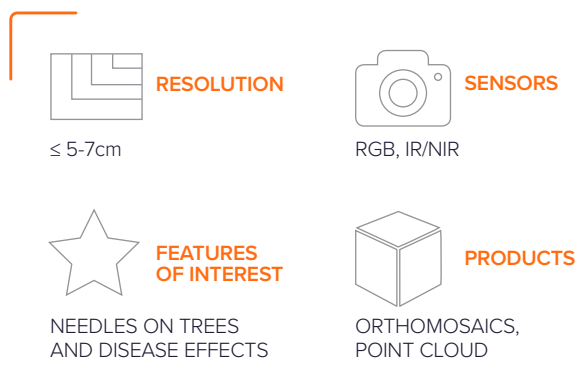 RESOLUTION
≤ 5-7cm
SENSORS
RGB, IR/NIR
FEATURES
OF INTEREST
NEEDLES ON TREES
AND DISEASE EFFECTS
PRODUCTS
ORTHOMOSAICS,
POINT CLOUD